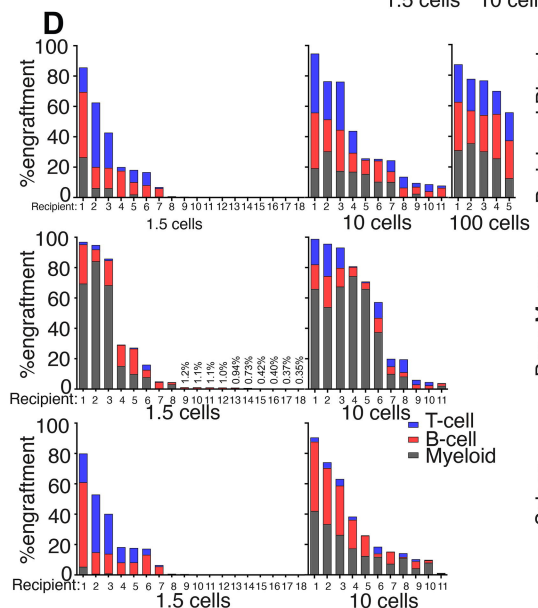 1.5 cells 10 cel
D
%engraftment
100
80
60
40
20
0
Recipient: 1 2 3 4 5 6 7 8 9 10 11 12 13 14 15 16 17 18
1 2 3 4 5 6 7 8 9 10 11
1 2 3 4 5
1.5 cells
10 cells
100 cells
%engraftment
100
80
60
40
20
0
1.2%
1.1%
1.1%
1.0%
0.94%
0.73%
0.42%
0.40%
0.37%
0.35%
Recipient: 1 2 3 4 5 6 7 8 9 10 11 12 13 14 15 16 17 18
1 2 3 4 5 6 7 8 9 10 11
1.5 cells
10 cells
T-cell
B-cell
Myeloid
%engraftment
100
80
60
40
20
0
Recipient: 1 2 3 4 5 6 7 8 9 10 11 12 13 14 15 16 17 18
1 2 3 4 5 6 7 8 9 10 11
1.5 cells
10 cells